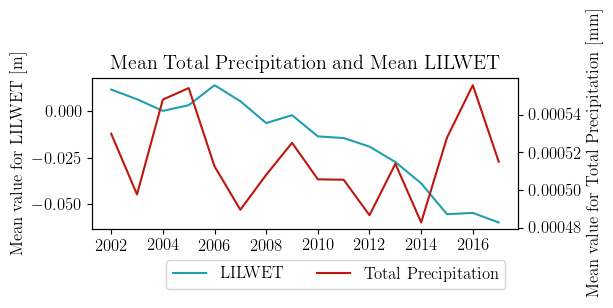 Mean Total Precipitation and Mean LILWET
Mean value for LILWET [m]
0.000
−0.025
−0.050
Mean value for Total Precipitation [mm]
0.00054
0.00052
0.00050
0.00048
2002 2004 2006 2008 2010 2012 2014 2016
LILWET Total Precipitation